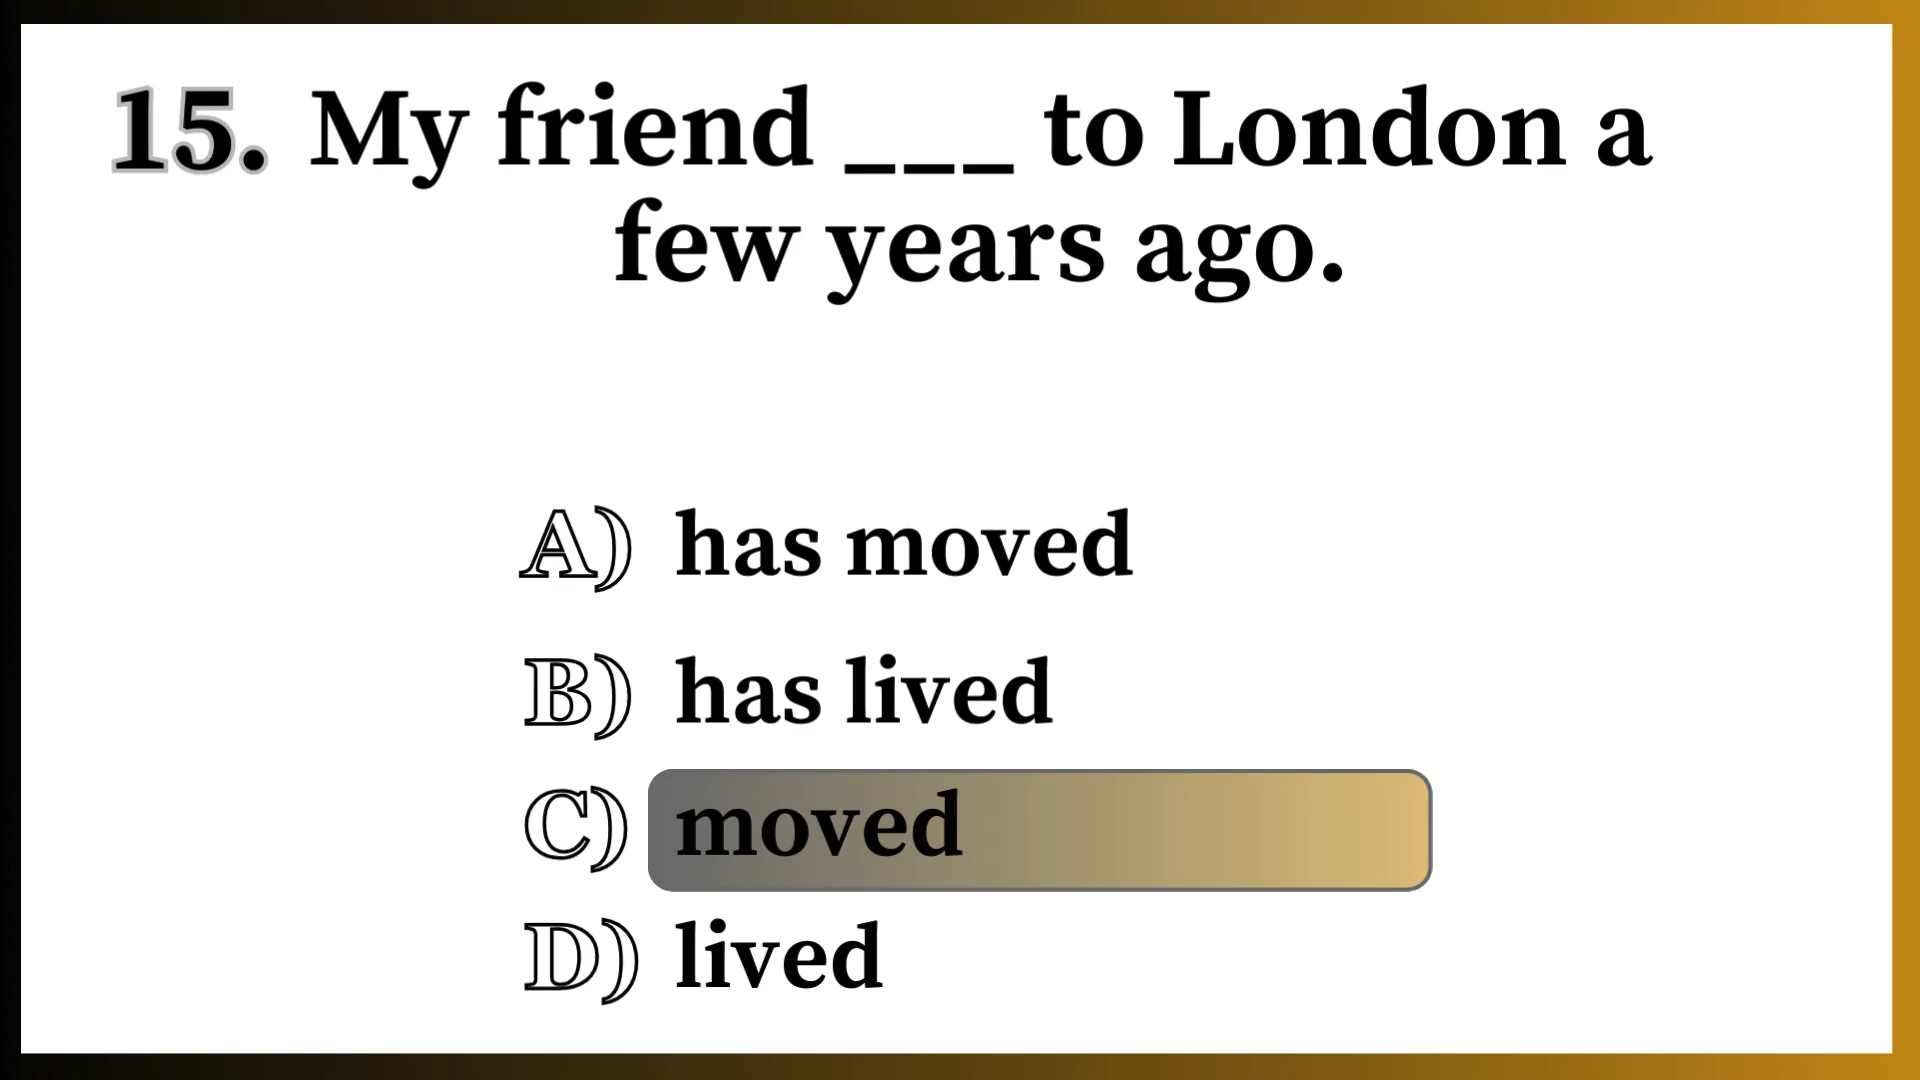 15. My friend ___ to London a
few years ago.
A) has moved
B) has lived
C) moved
D) lived